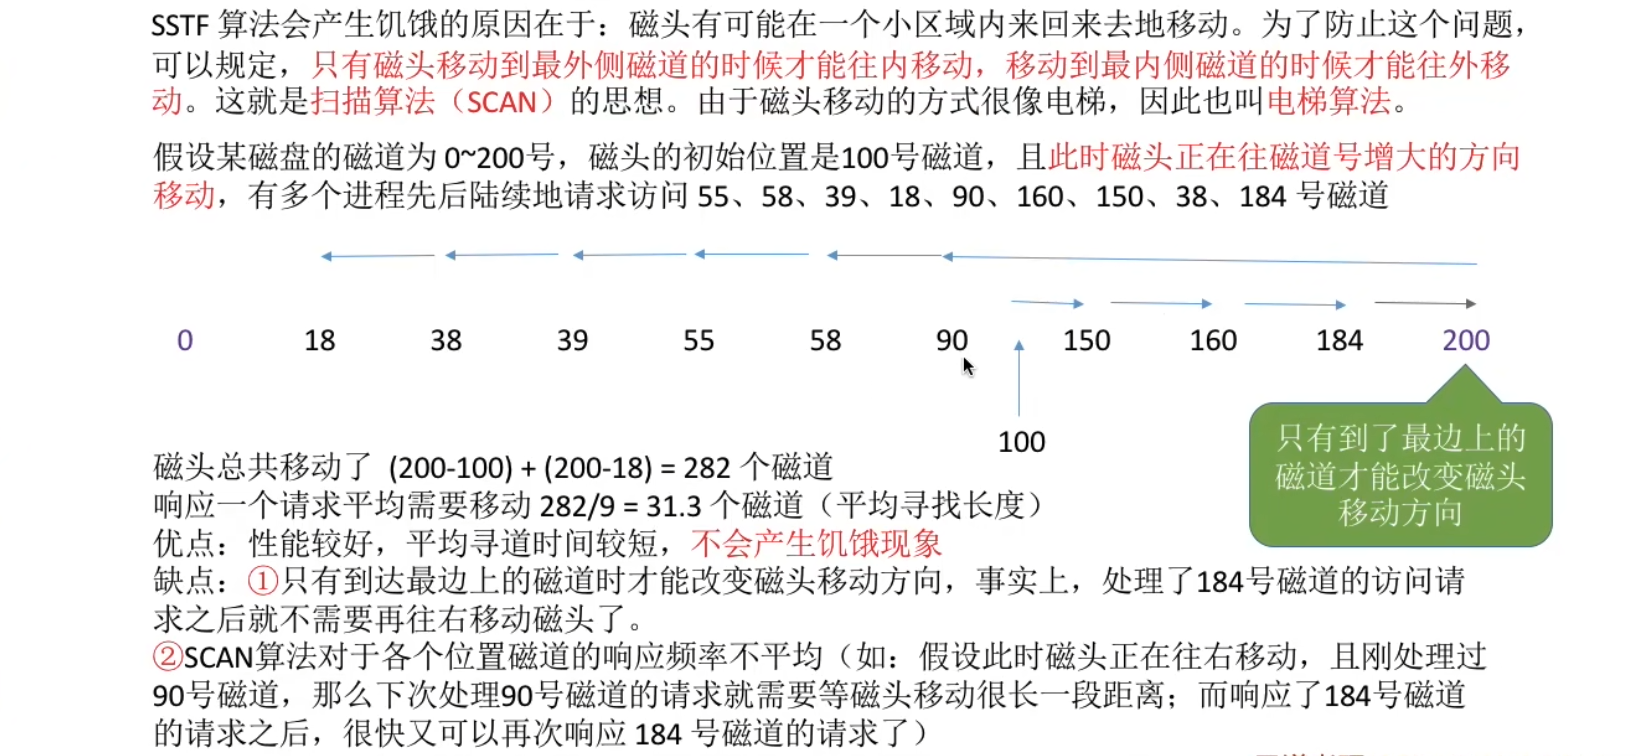 SSTF 算法会产生饥饿的原因在于：磁头有可能在一个小区域内来回来去地移动。为了防止这个问题，
可以规定，只有磁头移动到最外侧磁道的时候才能往内移动，移动到最内侧磁道的时候才能往外移
动。这就是扫描算法（SCAN）的思想。由于磁头移动的方式很像电梯，因此也叫电梯算法。
假设某磁盘的磁道为 0~200号，磁头的初始位置是100号磁道，且此时磁头正在往磁道号增大的方向
移动，有多个进程先后陆续地请求访问 55、58、39、18、90、160、150、38、184 号磁道
0 18 38 39 55 58 90 150 160 184 200
100
只有到了最边上的
磁道才能改变磁头
移动方向
磁头总共移动了 (200-100) + (200-18) = 282 个磁道
响应一个请求平均需要移动 282/9 = 31.3 个磁道（平均寻找长度）
优点：性能较好，平均寻道时间较短，不会产生饥饿现象
缺点：①只有到达最边上的磁道时才能改变磁头移动方向，事实上，处理了184号磁道的访问请
求之后就不需要再往右移动磁头了。
②SCAN算法对于各个位置磁道的响应频率不平均（如：假设此时磁头正在往右移动，且刚处理过
90号磁道，那么下次处理90号磁道的请求就需要等磁头移动很长一段距离；而响应了184号磁道
的请求之后，很快又可以再次响应 184 号磁道的请求了）